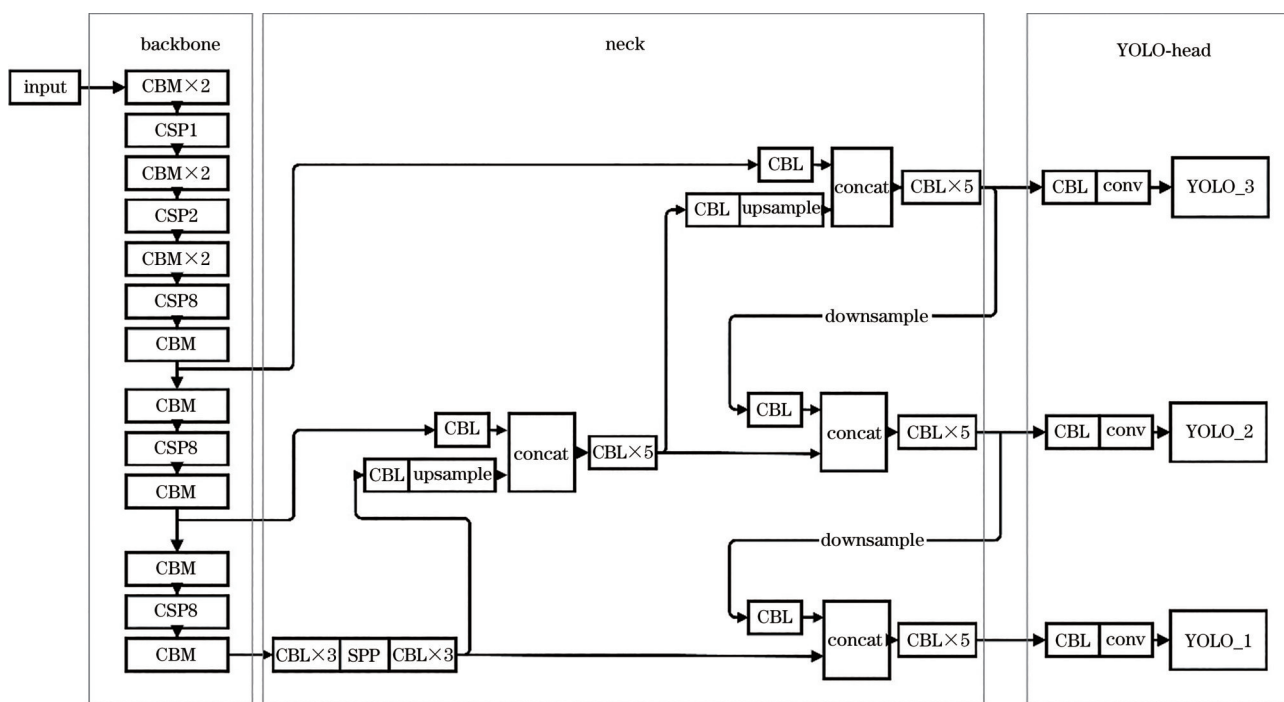 backbone
neck
YOLO-head
input
CBM×2
CSP1
CBM×2
CSP2
CBM×2
CSP8
CBM
CBM
CSP8
CBM
CBM
CSP8
CBM
CBL
concat
CBL×5
CBL upsample
CBL conv
YOLO_3
downsample
CBL
concat
CBL×5
CBL upsample
CBL
concat
CBL×5
CBL conv
YOLO_2
downsample
CBL
concat
CBL×5
CBL×3 SPP CBL×3
CBL conv
YOLO_1